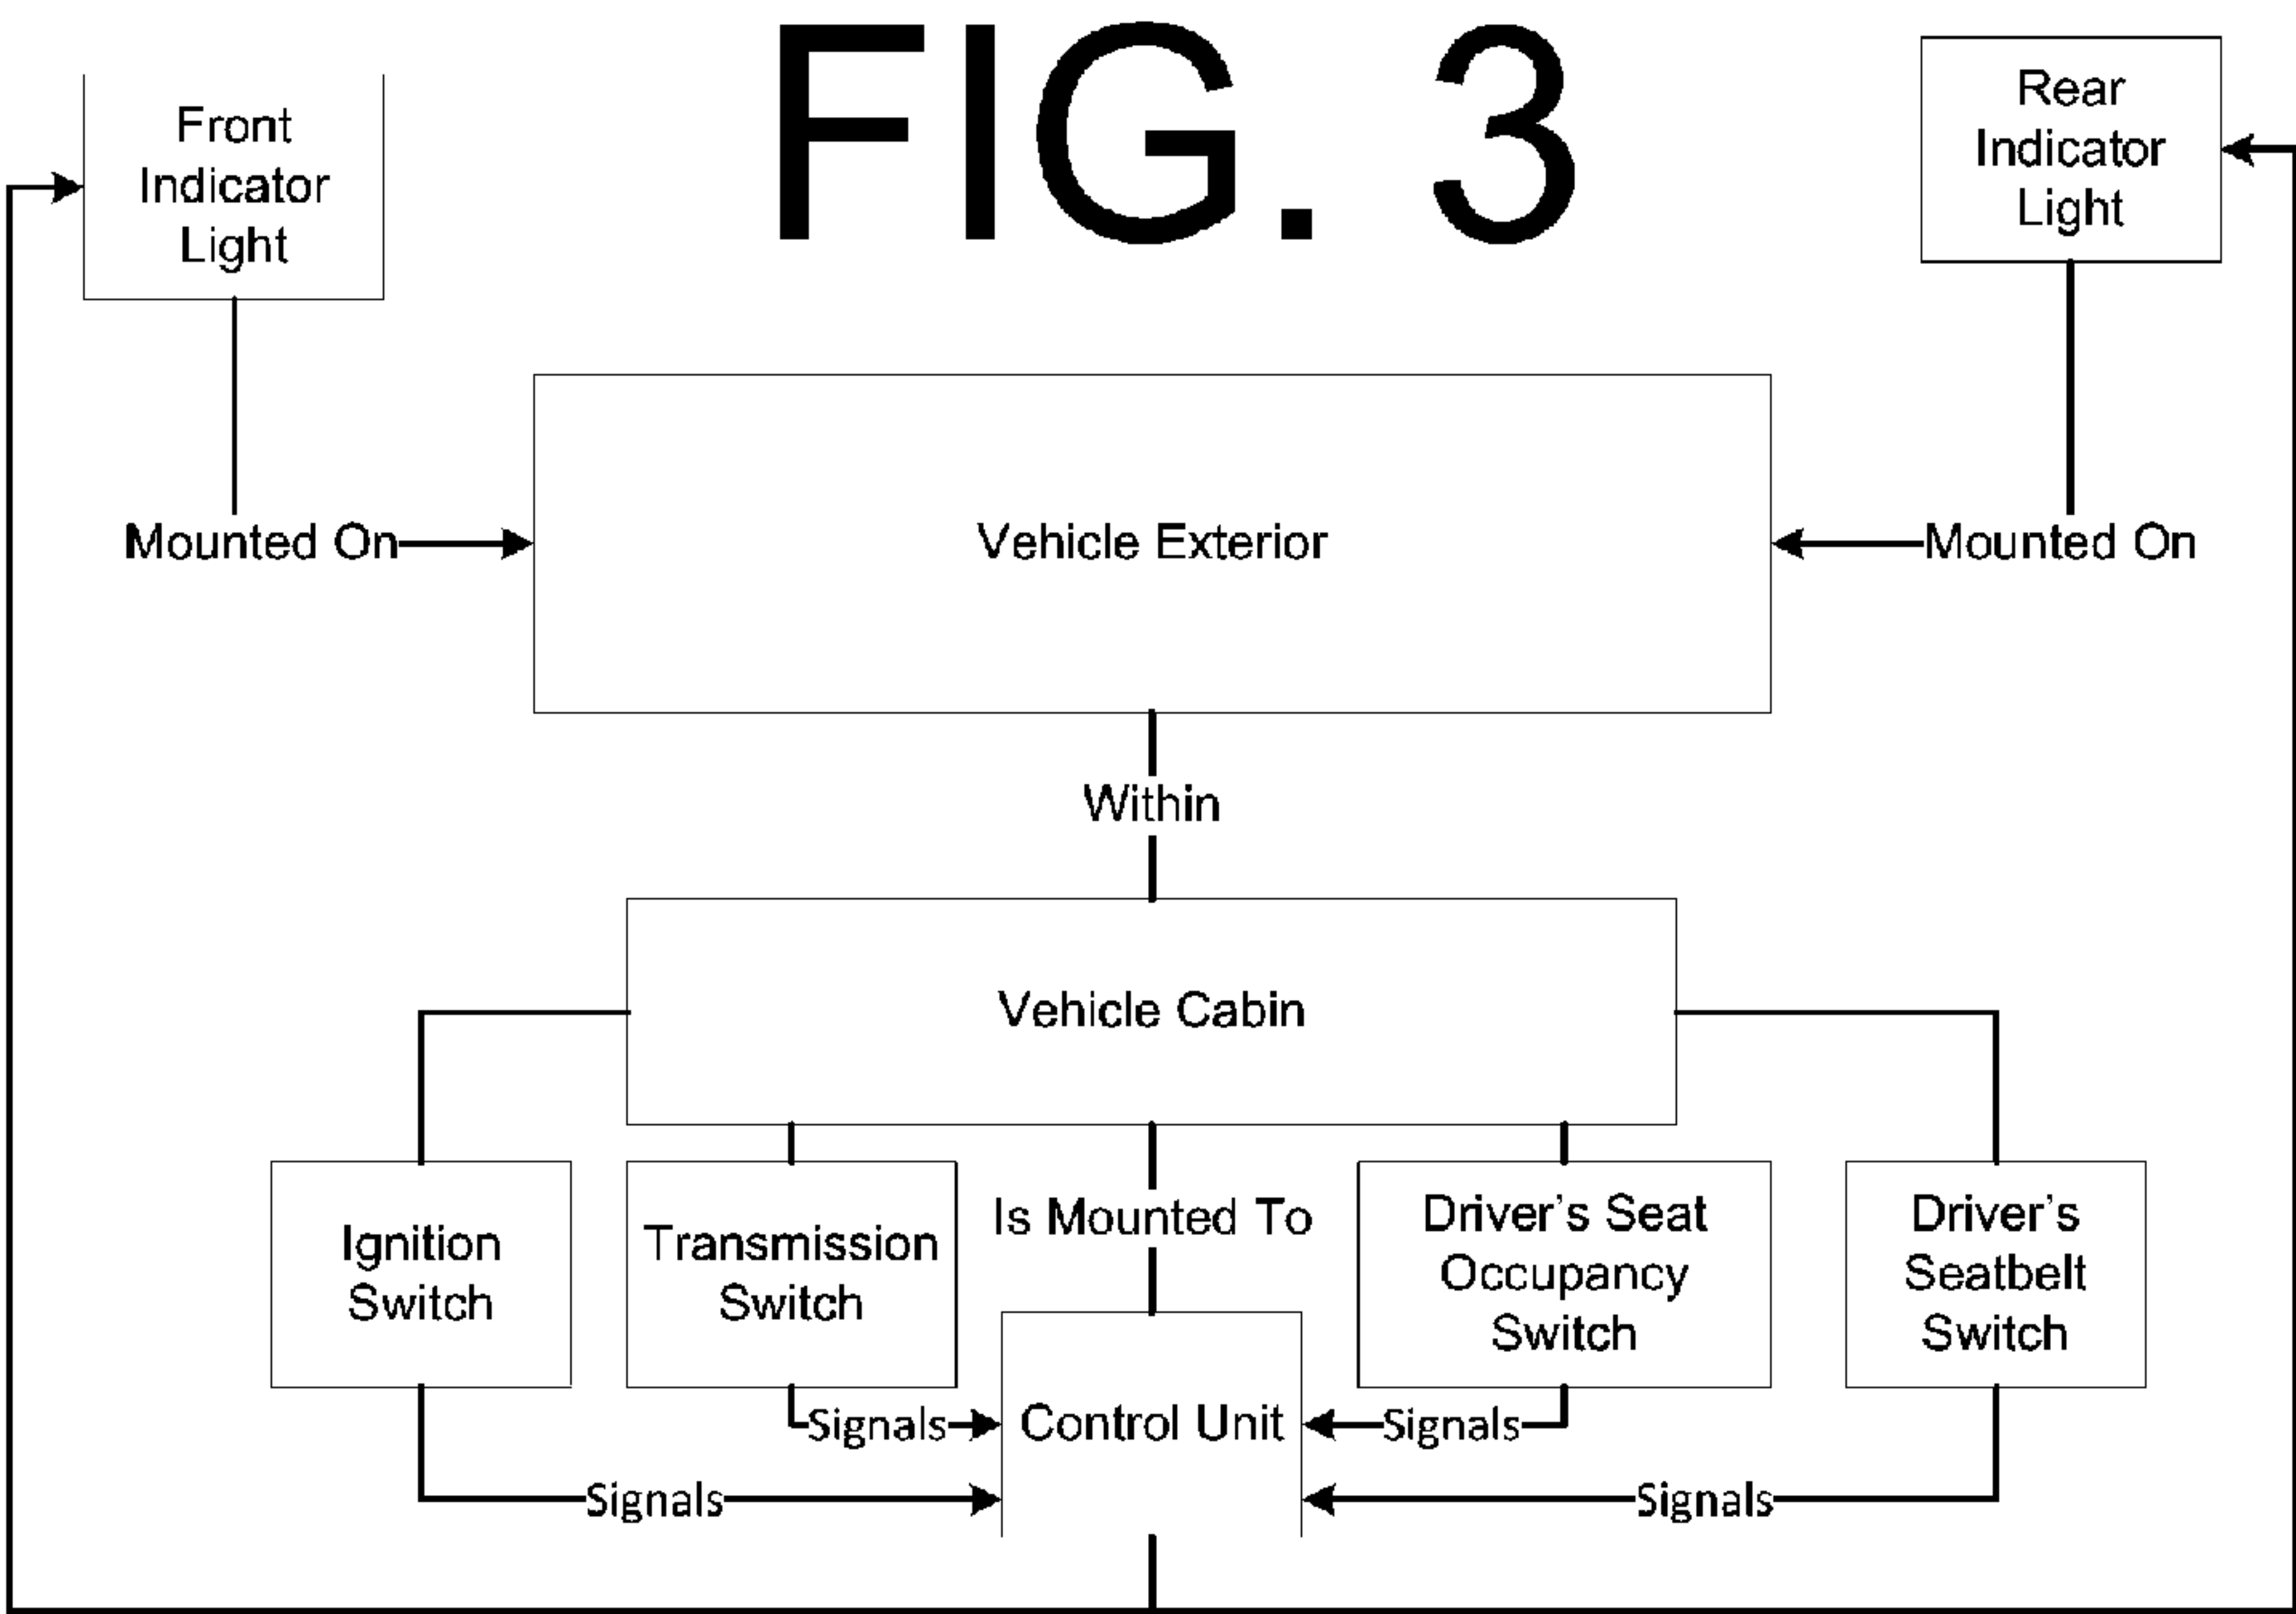 FIG. 3
Front
Indicator
Light
Rear
Indicator
Light
Mounted On
Vehicle Exterior
Mounted On
Within
Vehicle Cabin
Ignition
Switch
Transmission
Switch
Is Mounted To
Driver's Seat
Occupancy
Switch
Driver's
Seatbelt
Switch
Signals
Control Unit
Signals
Signals
Signals